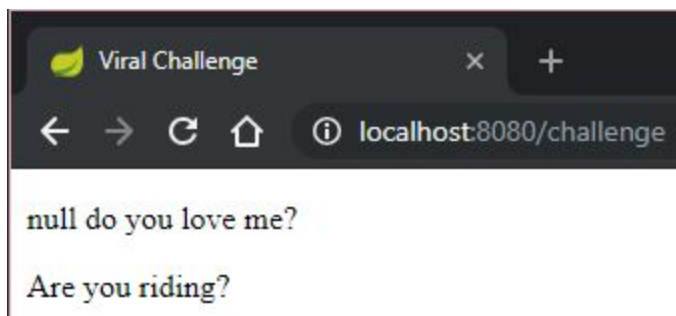 Viral Challenge
localhost:8080/challenge
null do you love me?
Are you riding?